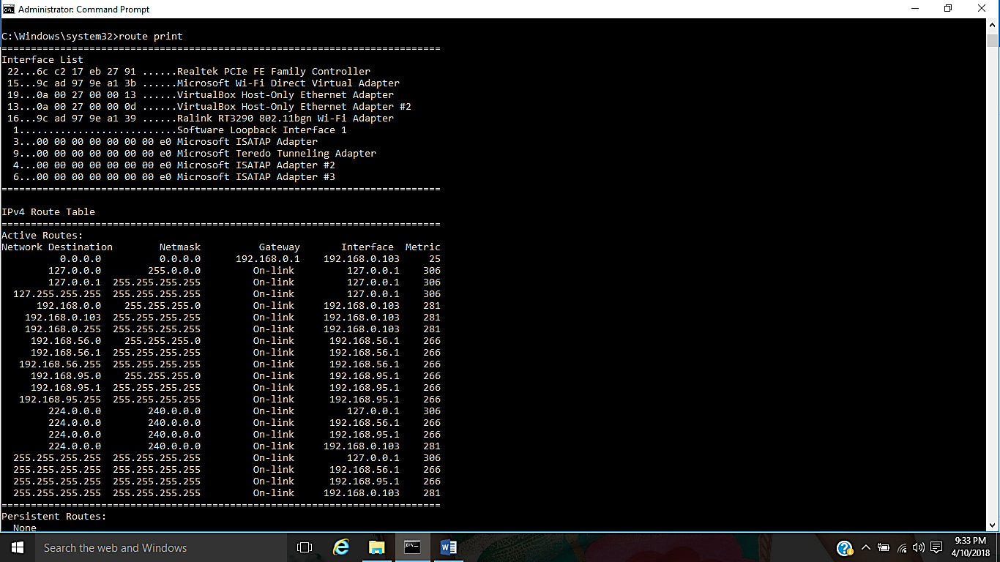 Administrator: Command Prompt
C:\Windows\system32>route print
===========================================================================
Interface List
 22...6c c2 17 eb 27 91 ......Realtek PCIe FE Family Controller
 15...9c ad 97 9e a1 3b ......Microsoft Wi-Fi Direct Virtual Adapter
 19...0a 00 27 00 00 13 ......VirtualBox Host-Only Ethernet Adapter
 13...0a 00 27 00 00 0d ......VirtualBox Host-Only Ethernet Adapter #2
 16...9c ad 97 9e a1 39 ......Ralink RT3290 802.11bgn Wi-Fi Adapter
  1...........................Software Loopback Interface 1
  3...00 00 00 00 00 00 00 e0 Microsoft ISATAP Adapter
  9...00 00 00 00 00 00 00 e0 Microsoft Teredo Tunneling Adapter
  4...00 00 00 00 00 00 00 e0 Microsoft ISATAP Adapter #2
  6...00 00 00 00 00 00 00 e0 Microsoft ISATAP Adapter #3
===========================================================================
IPv4 Route Table
===========================================================================
Active Routes:
Network Destination        Netmask          Gateway       Interface  Metric
          0.0.0.0          0.0.0.0      192.168.0.1    192.168.0.103     25
        127.0.0.0        255.0.0.0         On-link         127.0.0.1    306
        127.0.0.1  255.255.255.255         On-link         127.0.0.1    306
  127.255.255.255  255.255.255.255         On-link         127.0.0.1    306
      192.168.0.0    255.255.255.0         On-link     192.168.0.103    281
    192.168.0.103  255.255.255.255         On-link     192.168.0.103    281
    192.168.0.255  255.255.255.255         On-link     192.168.0.103    281
     192.168.56.0    255.255.255.0         On-link      192.168.56.1    266
     192.168.56.1  255.255.255.255         On-link      192.168.56.1    266
   192.168.56.255  255.255.255.255         On-link      192.168.56.1    266
     192.168.95.0    255.255.255.0         On-link      192.168.95.1    266
     192.168.95.1  255.255.255.255         On-link      192.168.95.1    266
   192.168.95.255  255.255.255.255         On-link      192.168.95.1    266
        224.0.0.0        240.0.0.0         On-link         127.0.0.1    306
        224.0.0.0        240.0.0.0         On-link      192.168.56.1    266
        224.0.0.0        240.0.0.0         On-link      192.168.95.1    266
        224.0.0.0        240.0.0.0         On-link     192.168.0.103    281
  255.255.255.255  255.255.255.255         On-link         127.0.0.1    306
  255.255.255.255  255.255.255.255         On-link      192.168.56.1    266
  255.255.255.255  255.255.255.255         On-link      192.168.95.1    266
  255.255.255.255  255.255.255.255         On-link     192.168.0.103    281
===========================================================================
Persistent Routes:
  None
Search the web and Windows
9:33 PM
4/10/2018